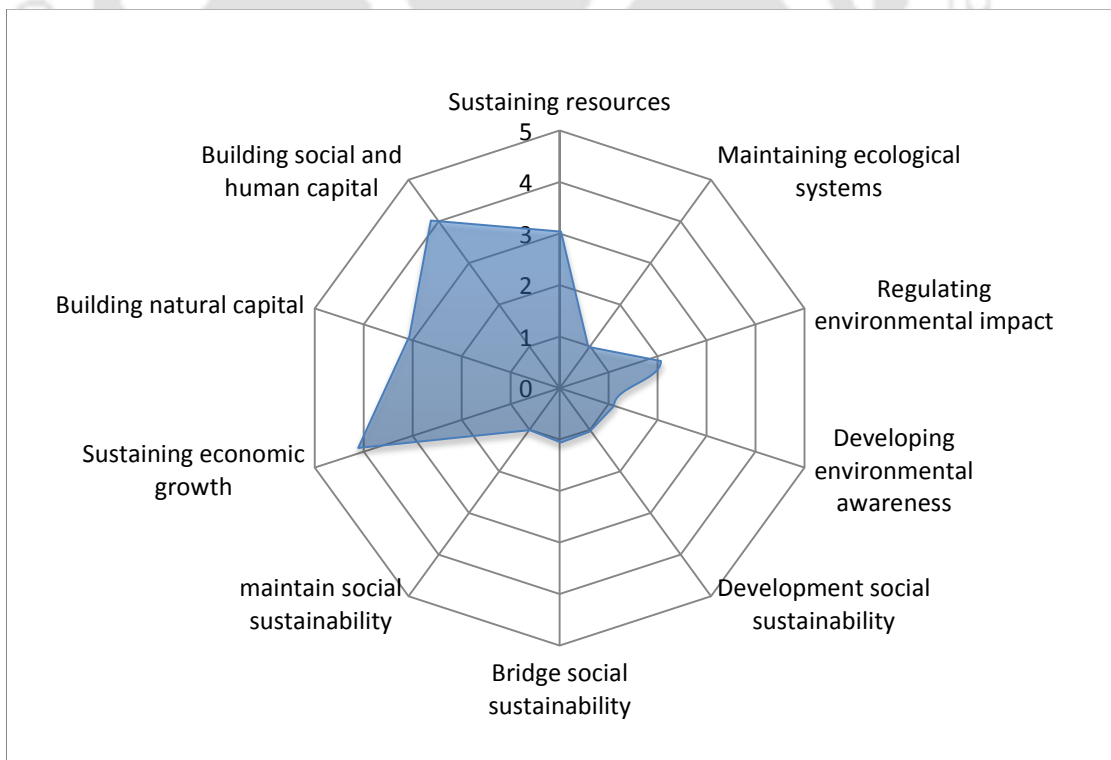 Sustaining resources
Maintaining ecological
systems
Regulating
environmental impact
Developing
environmental
awareness
Development social
sustainability
Bridge social
sustainability
maintain social
sustainability
Sustaining economic
growth
Building natural capital
Building social and
human capital
5
4
3
2
1
0